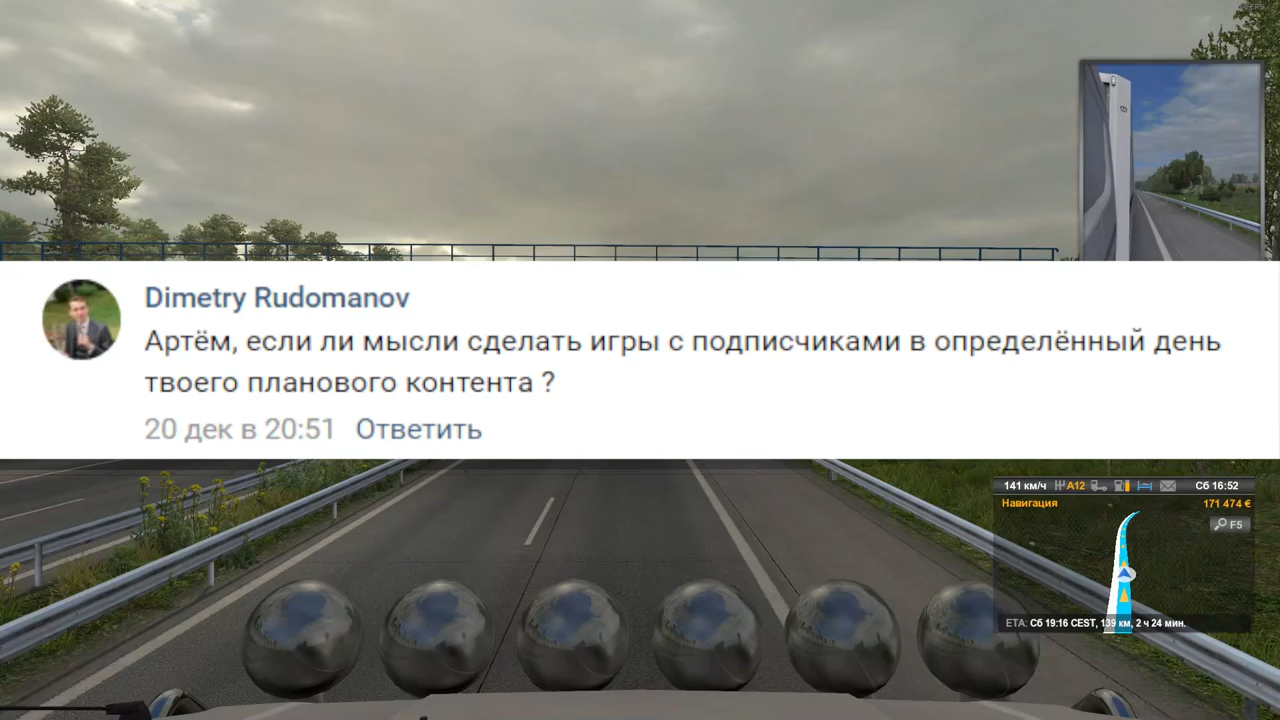 Dimetry Rudomanov
Артём, если ли мысли сделать игры с подписчиками в определённый день
твоего планового контента ?
20 дек в 20:51 Ответить
141 км/ч A12 Сб 16:52
Навигация 171 474 €
F5
ETA: Сб 19:16 CEST, 139 км, 2 ч 24 мин.